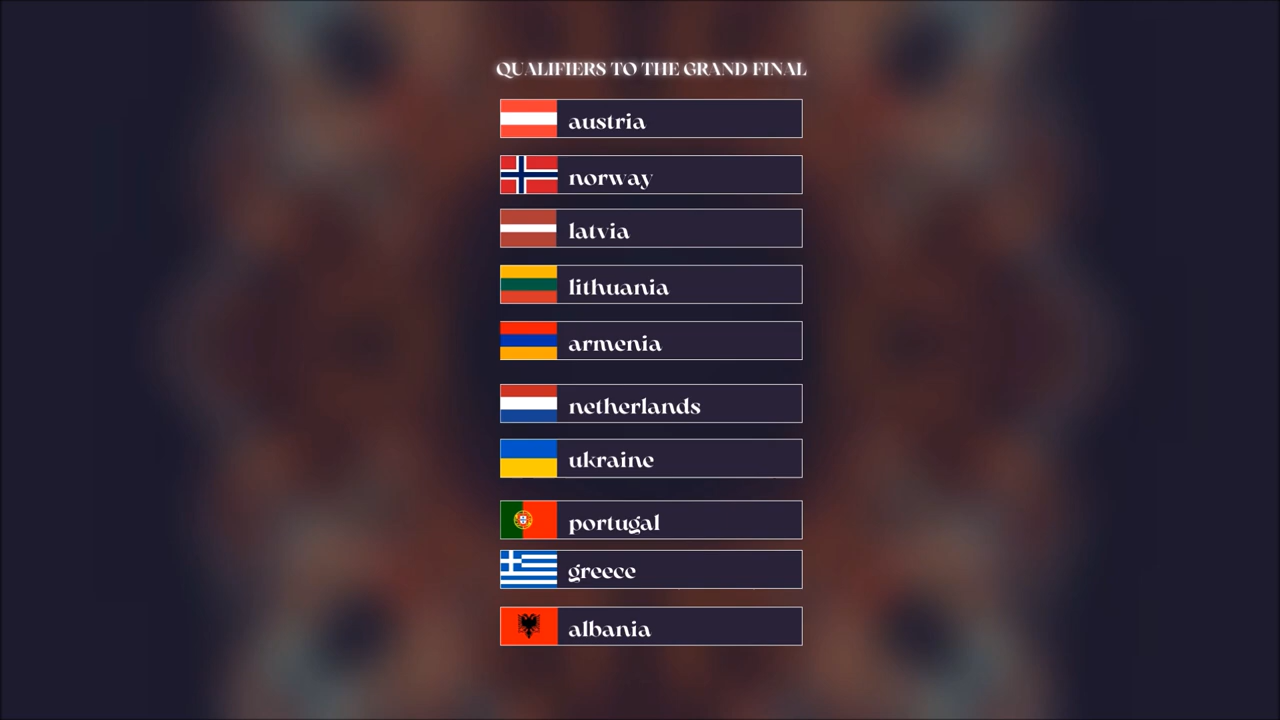 QUALIFIERS TO THE GRAND FINAL
austria
norway
latvia
lithuania
armenia
netherlands
ukraine
portugal
greece
albania